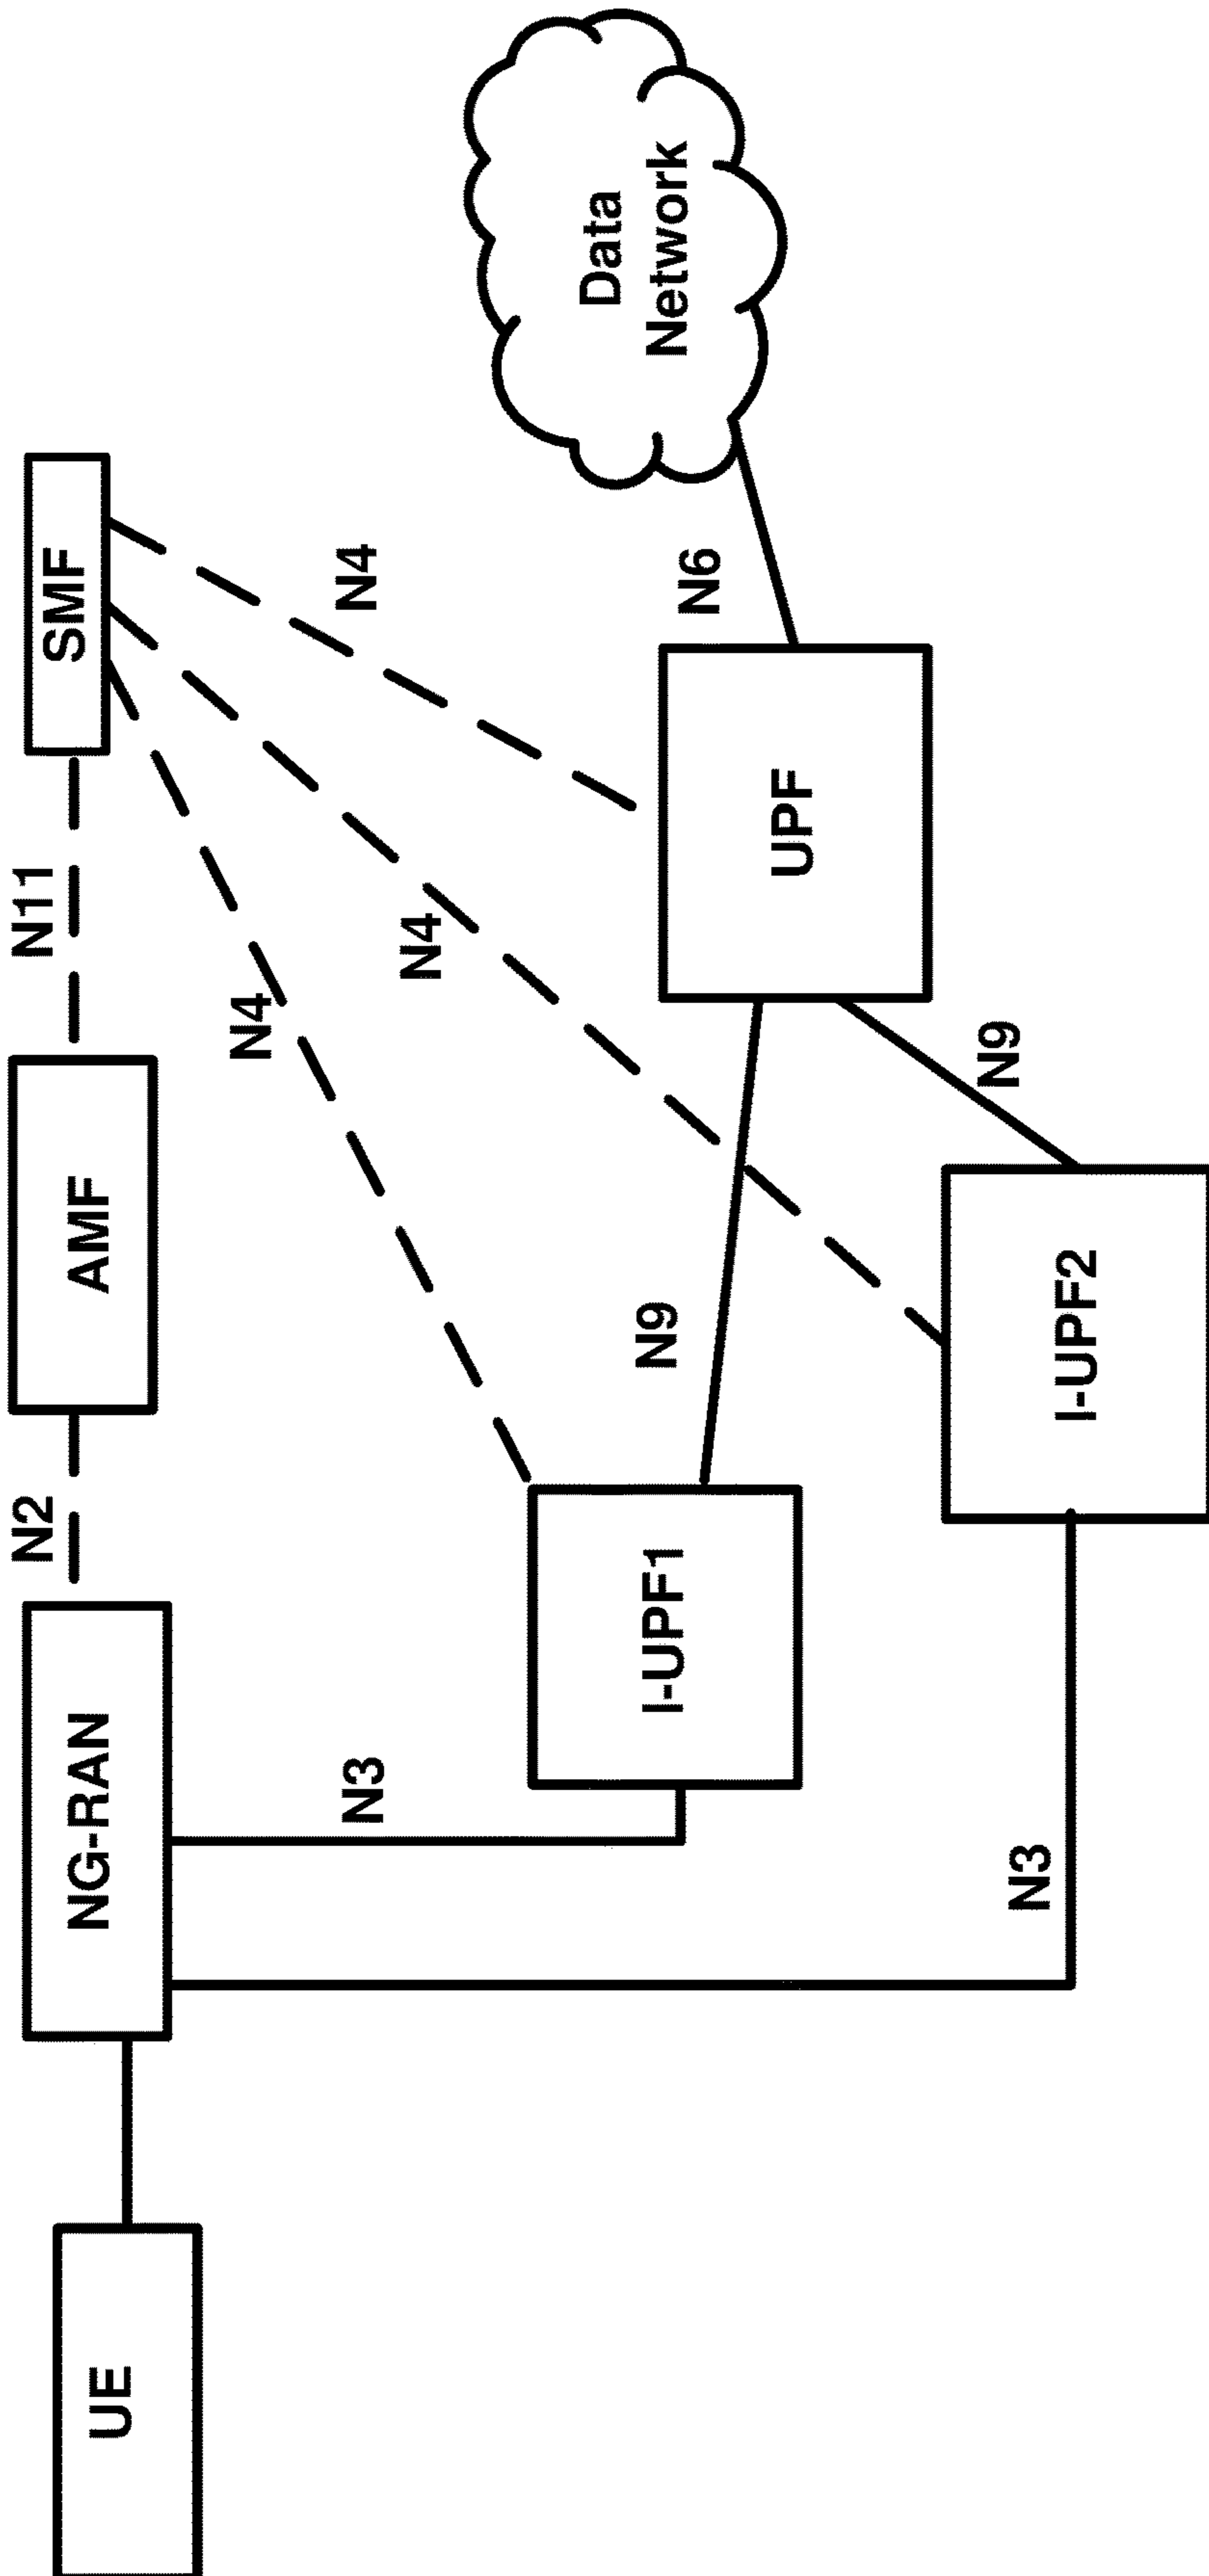 UE
NG-RAN
N2
AMF
N11
SMF
N3
I-UPF1
N4
N4
N4
N9
UPF
N6
Data
Network
N3
I-UPF2
N9